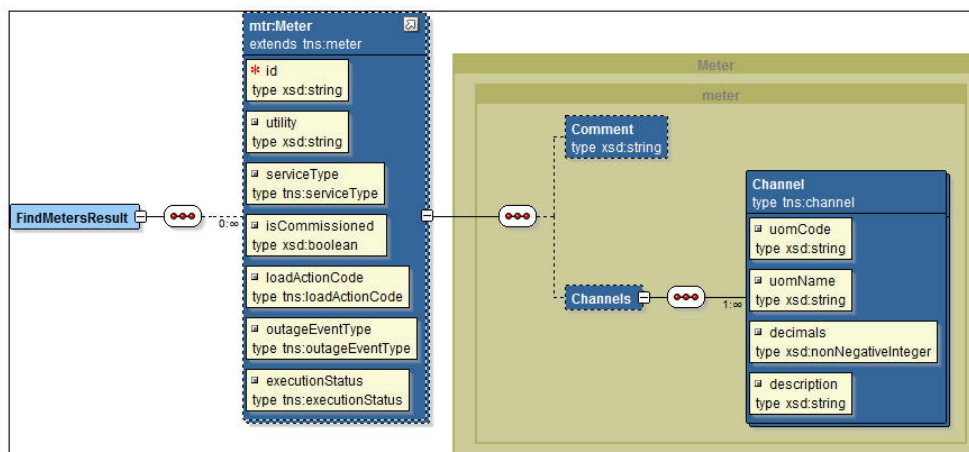 FindMetersResult
0:∞
mtr:Meter
extends tns:meter
* id
type xsd:string
utility
type xsd:string
serviceType
type tns:serviceType
isCommissioned
type xsd:boolean
loadActionCode
type tns:loadActionCode
outageEventType
type tns:outageEventType
executionStatus
type tns:executionStatus
Meter
meter
Comment
type xsd:string
Channels
1:∞
Channel
type tns:channel
uomCode
type xsd:string
uomName
type xsd:string
decimals
type xsd:nonNegativeInteger
description
type xsd:string